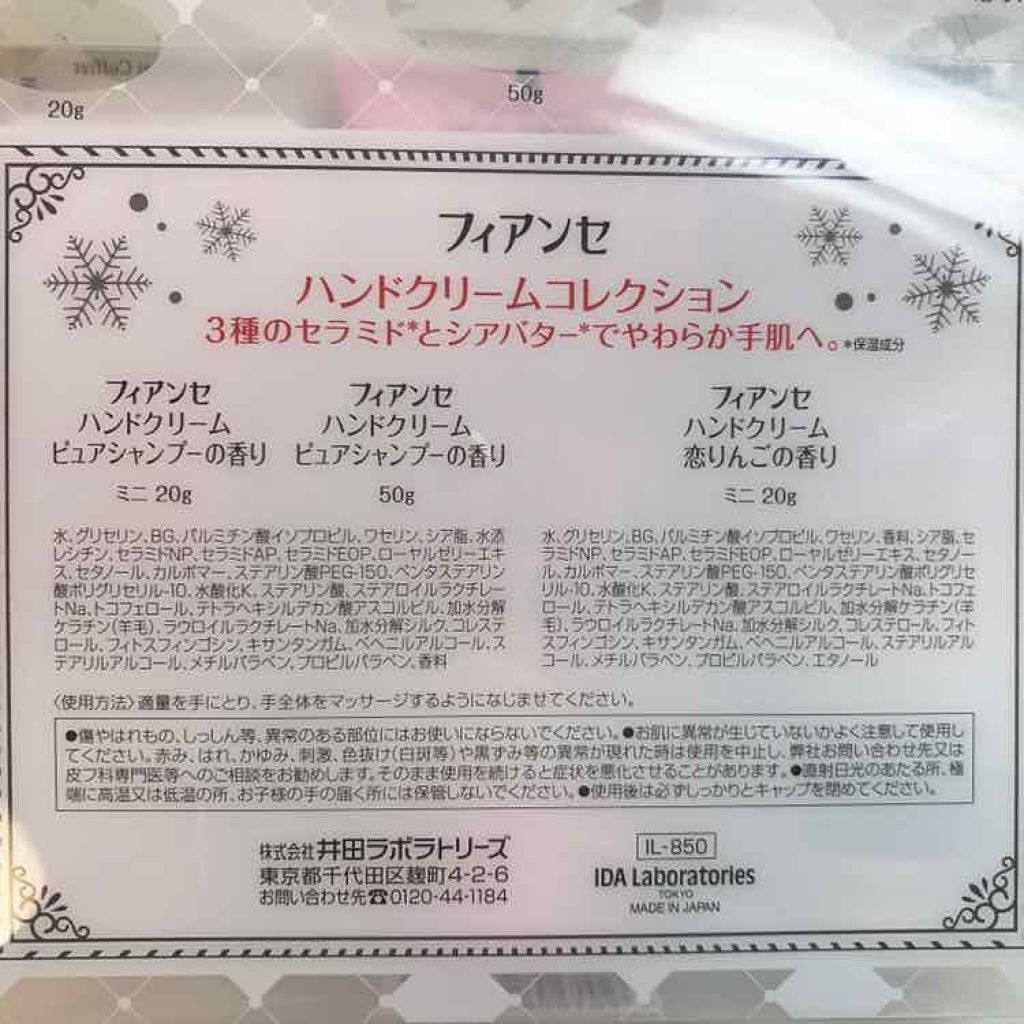 20g
50g
フィアンセ
ハンドクリームコレクション
3種のセラミド*とシアバター*でやわらか手肌へ。*保湿成分
フィアンセ
ハンドクリーム
ピュアシャンプーの香り
ミニ 20g
フィアンセ
ハンドクリーム
ピュアシャンプーの香り
50g
フィアンセ
ハンドクリーム
恋りんごの香り
ミニ 20g
水、グリセリン、BG、パルミチン酸イソプロピル、ワセリン、シア脂、水添
レシチン、セラミドNP、セラミドAP、セラミドEOP、ローヤルゼリーエキ
ス、セタノール、カルボマー、ステアリン酸PEG-150、ペンタステアリン
酸ポリグリセリル-10、水酸化K、ステアリン酸、ステアロイルラクチレー
トNa、トコフェロール、テトラヘキシルデカン酸アスコルビル、加水分解
ケラチン(羊毛)、ラウロイルラクチレートNa、加水分解シルク、コレステ
ロール、フィトスフィンゴシン、キサンタンガム、ベヘニルアルコール、ス
テアリルアルコール、メチルパラベン、プロピルパラベン、香料
水、グリセリン、BG、パルミチン酸イソプロピル、ワセリン、香料、シア脂、セ
ラミドNP、セラミドAP、セラミドEOP、ローヤルゼリーエキス、セタノー
ル、カルボマー、ステアリン酸PEG-150、ペンタステアリン酸ポリグリセ
リル-10、水酸化K、ステアリン酸、ステアロイルラクチレートNa、トコフェ
ロール、テトラヘキシルデカン酸アスコルビル、加水分解ケラチン(羊
毛)、ラウロイルラクチレートNa、加水分解シルク、コレステロール、フィト
スフィンゴシン、キサンタンガム、ベヘニルアルコール、ステアリルアル
コール、メチルパラベン、プロピルパラベン、エタノール
〈使用方法〉適量を手にとり、手全体をマッサージするようになじませてください。
●傷やはれもの、しっしん等、異常のある部位にはお使いにならないでください。●お肌に異常が生じていないかよく注意して使用し
てください。赤み、はれ、かゆみ、刺激、色抜け(白斑等)や黒ずみ等の異常が現れた時は使用を中止し、弊社お問い合わせ先又は
皮フ科専門医等へのご相談をお勧めします。そのまま使用を続けると症状を悪化させることがあります。●直射日光のあたる所、極
端に高温又は低温の所、お子様の手の届く所には保管しないでください。●使用後は必ずしっかりとキャップを閉めてください。
株式会社 井田ラボラトリーズ
東京都千代田区麹町4-2-6
お問い合わせ先☎0120-44-1184
IL-850
IDA Laboratories
TOKYO
MADE IN JAPAN